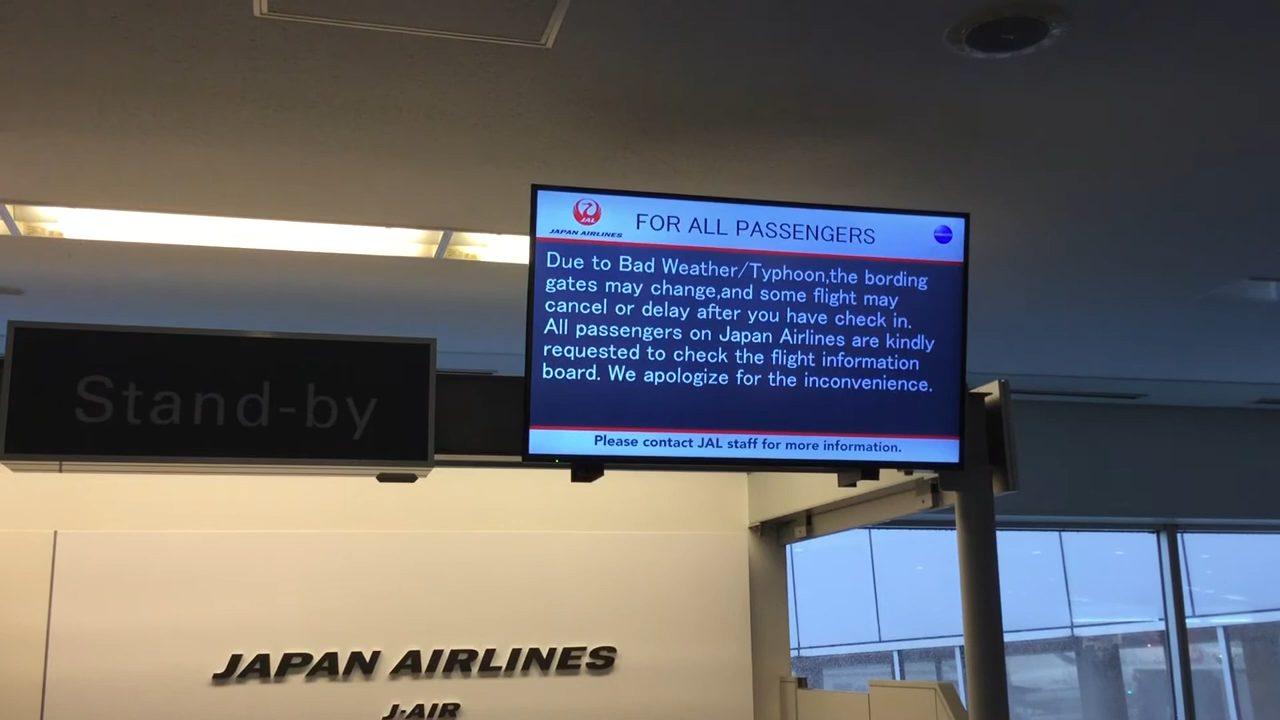 JAL
JAPAN AIRLINES
FOR ALL PASSENGERS
Due to Bad Weather/Typhoon,the bording
gates may change,and some flight may
cancel or delay after you have check in.
All passengers on Japan Airlines are kindly
requested to check the flight information
board. We apologize for the inconvenience.
Please contact JAL staff for more information.
Stand-by
JAPAN AIRLINES
J-AIR